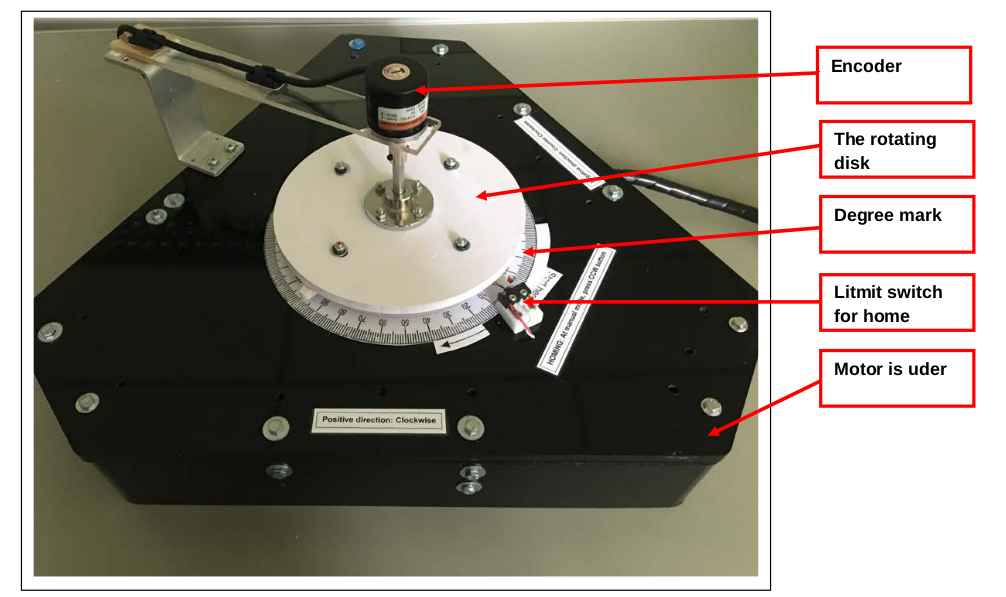 Encoder
The rotating
disk
Degree mark
Litmit switch
for home
Motor is uder
HOMING: At manual mode, press CCW button
Positive direction: Clockwise